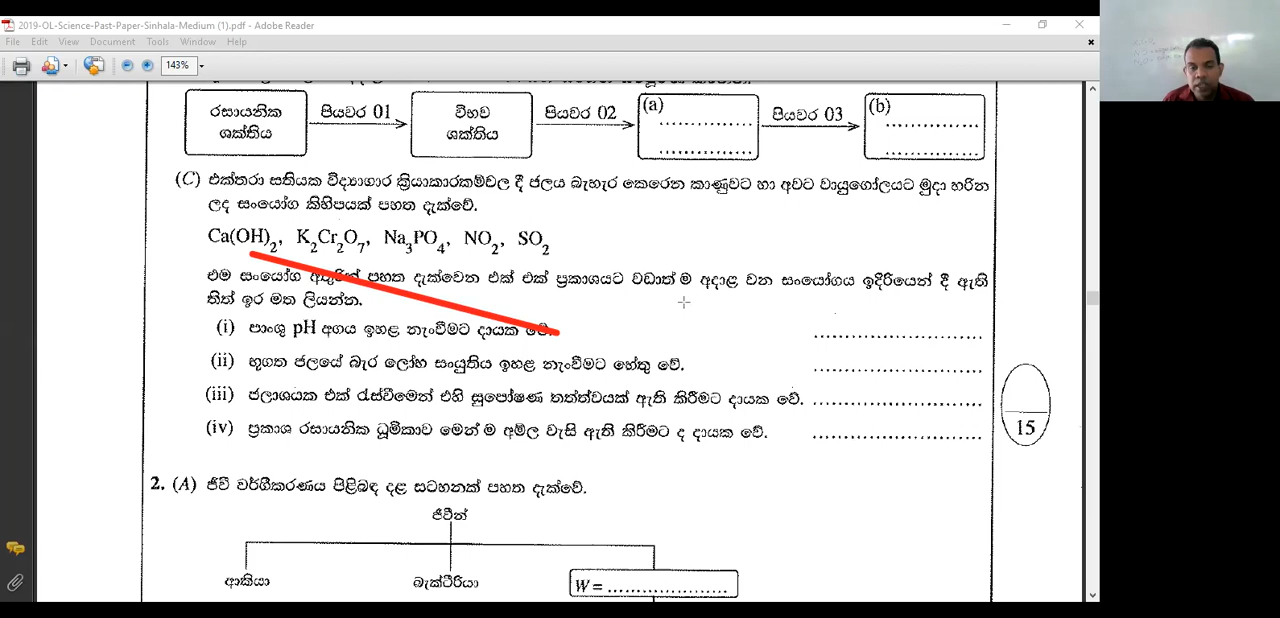 2019-OL-Science-Past-Paper-Sinhala-Medium (1).pdf - Adobe Reader
File Edit View Document Tools Window Help
143%
රසායනික ශක්තිය පියවර 01 විභව ශක්තිය පියවර 02 (a) .............. .............. පියවර 03 (b) .............. ..............
(C) එක්තරා සතියක විද්‍යාගාර ක්‍රියාකාරකම්වල දී ජලය බැහැර කෙරෙන කාණුවට හා අවට වායුගෝලයට මුදා හරින
ලද සංයෝග කිහිපයක් පහත දැක්වේ.
Ca(OH)₂, K₂Cr₂O₇, Na₃PO₄, NO₂, SO₂
එම සංයෝග අතුරින් පහත දැක්වෙන එක් එක් ප්‍රකාශයට වඩාත් ම අදාළ වන සංයෝගය ඉදිරියෙන් දී ඇති
තිත් ඉර මත ලියන්න.
(i) පාංශු pH අගය ඉහළ නැංවීමට දායක වේ. ..............................
(ii) භූගත ජලයේ බැර ලෝහ සංයුතිය ඉහළ නැංවීමට හේතු වේ. ..............................
(iii) ජලාශයක එක් රැස්වීමෙන් එහි සුපෝෂණ තත්ත්වයක් ඇති කිරීමට දායක වේ. ..............................
(iv) ප්‍රකාශ රසායනික ධූමිකාව මෙන් ම අම්ල වැසි ඇති කිරීමට ද දායක වේ. ..............................
15
2. (A) ජීවී වර්ගීකරණය පිළිබඳ දළ සටහනක් පහත දැක්වේ.
ජීවීන්
ආකියා බැක්ටීරියා W = ......................